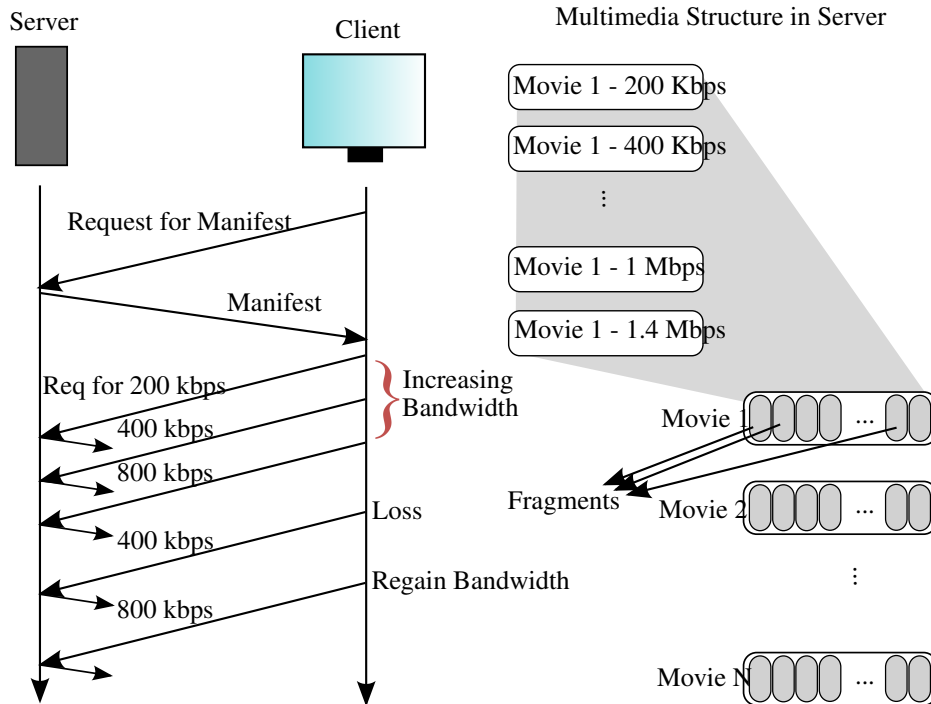 Server
Client
Multimedia Structure in Server
Request for Manifest
Manifest
Req for 200 kbps
Increasing
Bandwidth
400 kbps
800 kbps
Loss
400 kbps
Regain Bandwidth
800 kbps
Movie 1 - 200 Kbps
Movie 1 - 400 Kbps
...
Movie 1 - 1 Mbps
Movie 1 - 1.4 Mbps
Movie 1
...
Fragments
Movie 2
...
...
Movie N
...